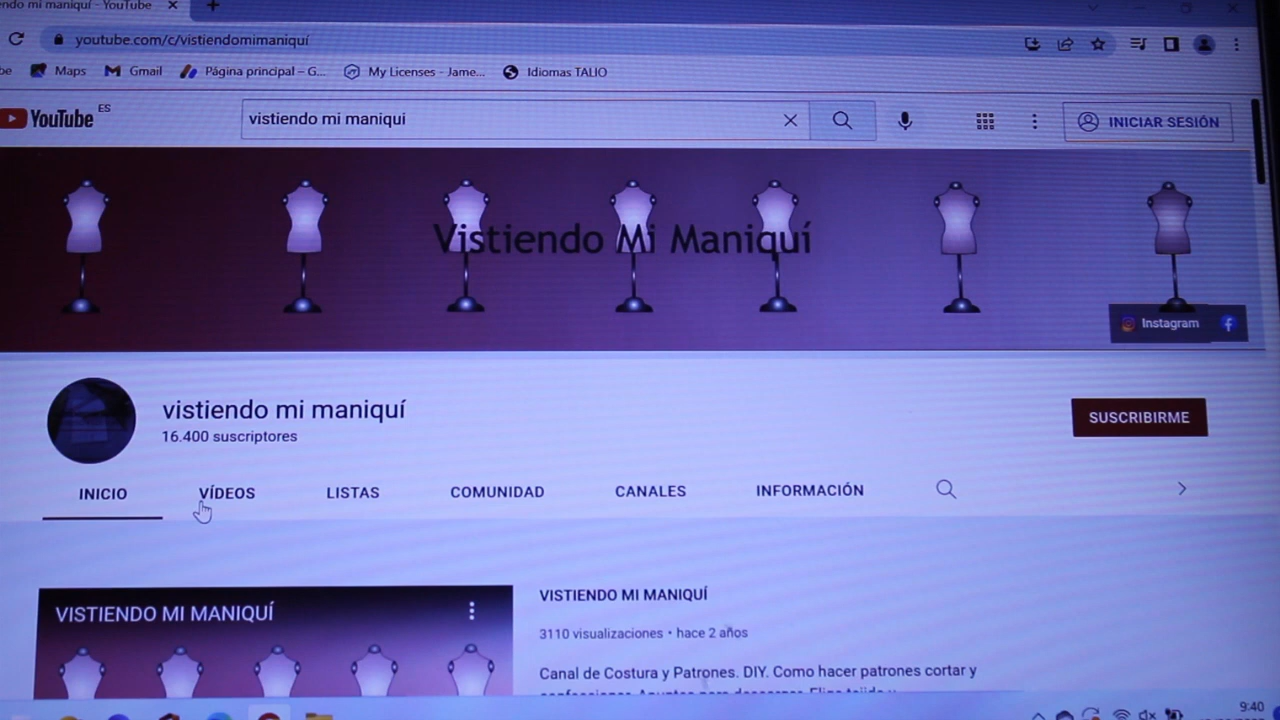 ndo mi maniquí - YouTube
youtube.com/c/vistiendomimaniquí
be Maps Gmail Página principal – G... My Licenses - Jame... Idiomas TALIO
YouTube ES
vistiendo mi maniquí
INICIAR SESIÓN
Vistiendo Mi Maniquí
Instagram
vistiendo mi maniquí
16.400 suscriptores
SUSCRIBIRME
INICIO VÍDEOS LISTAS COMUNIDAD CANALES INFORMACIÓN
VISTIENDO MI MANIQUÍ
VISTIENDO MI MANIQUÍ
3110 visualizaciones • hace 2 años
Canal de Costura y Patrones. DIY. Como hacer patrones cortar y
9:40